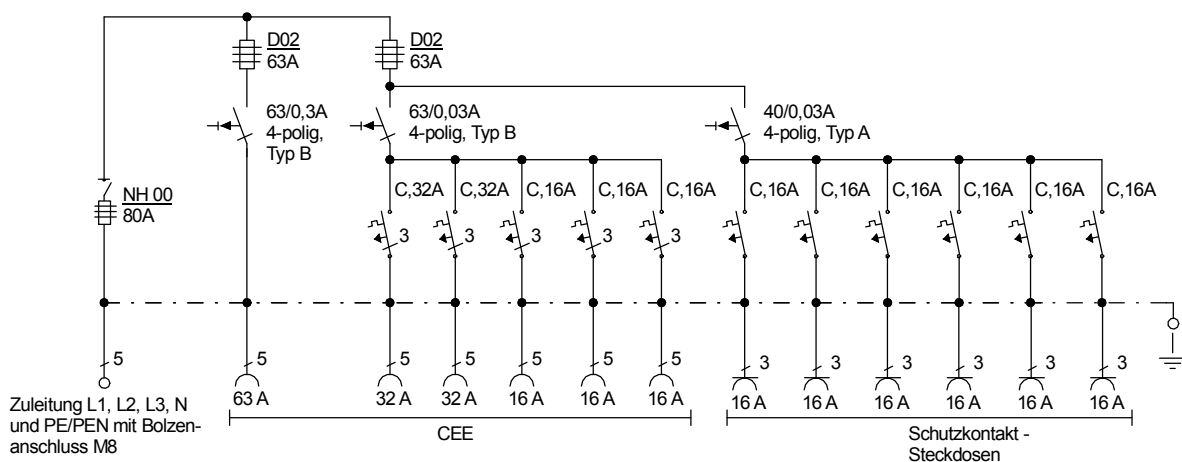 D02
63A
D02
63A
63/0,3A
4-polig,
Typ B
63/0,03A
4-polig, Typ B
40/0,03A
4-polig, Typ A
NH 00
80A
C,32A
C,32A
C,16A
C,16A
C,16A
C,16A
C,16A
C,16A
C,16A
C,16A
C,16A
3
3
3
3
3
5
5
5
5
5
5
5
3
3
3
3
3
3
63 A
32 A
32 A
16 A
16 A
16 A
16 A
16 A
16 A
16 A
16 A
16 A
Zuleitung L1, L2, L3, N
und PE/PEN mit Bolzen-
anschluss M8
CEE
Schutzkontakt -
Steckdosen